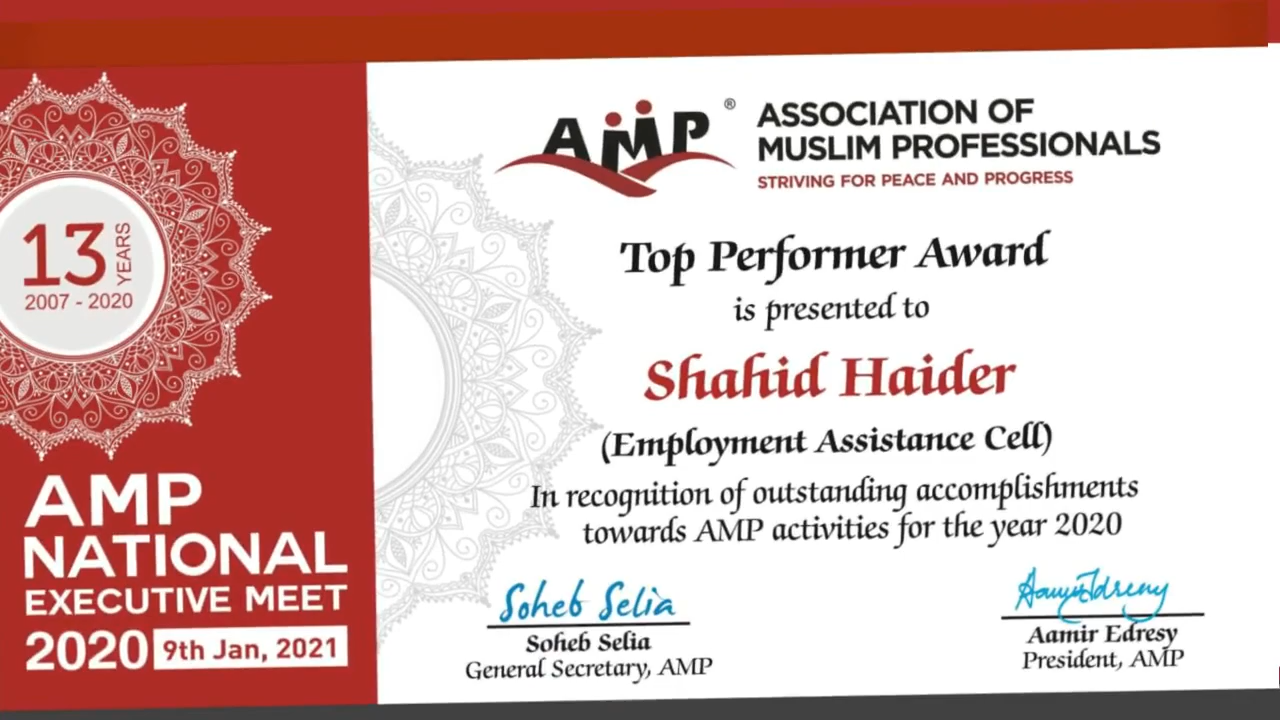 13 YEARS
2007 - 2020
AMP
NATIONAL
EXECUTIVE MEET
2020 9th Jan, 2021
AMP ®
ASSOCIATION OF
MUSLIM PROFESSIONALS
STRIVING FOR PEACE AND PROGRESS
Top Performer Award
is presented to
Shahid Haider
(Employment Assistance Cell)
In recognition of outstanding accomplishments
towards AMP activities for the year 2020
Soheb Selia
Soheb Selia
General Secretary, AMP
Aamir Edresy
Aamir Edresy
President, AMP